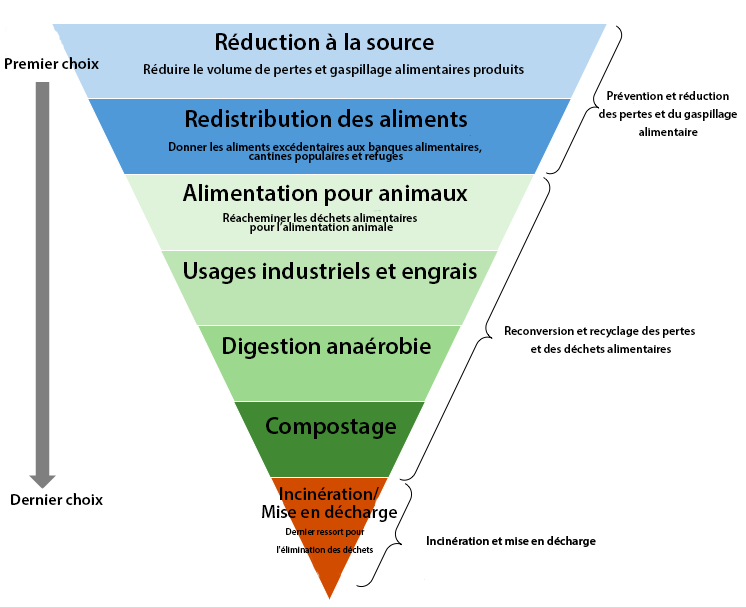 Réduction à la source
Premier choix
Réduire le volume de pertes et gaspillage alimentaires produits
Prévention et réduction
des pertes et du gaspillage
alimentaire
Redistribution des aliments
Donner les aliments excédentaires aux banques alimentaires,
cantines populaires et refuges
Alimentation pour animaux
Réacheminer les déchets alimentaires
pour l'alimentation animale
Usages industriels et engrais
Reconversion et recyclage des pertes
et des déchets alimentaires
Digestion anaérobie
Compostage
Dernier choix
Incinération/
Mise en décharge
Dernier ressort pour
l'élimination des déchets
Incinération et mise en décharge